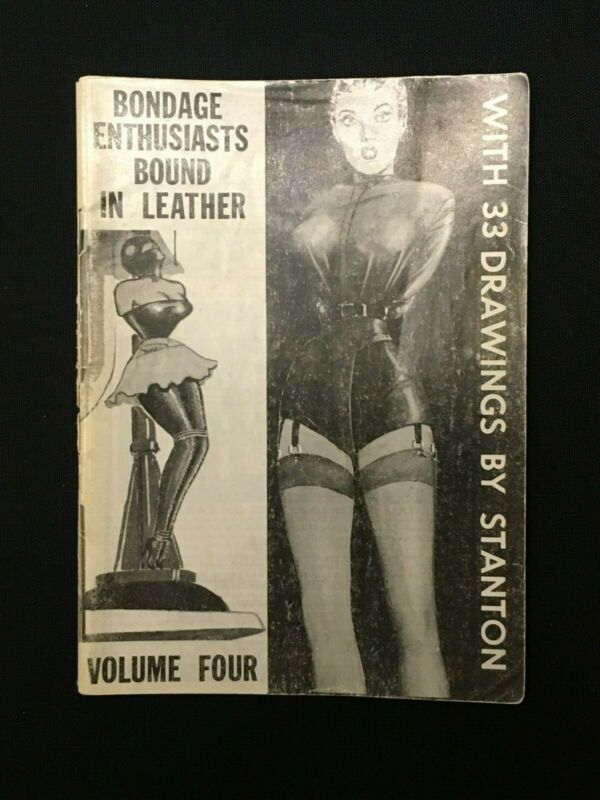 BONDAGE
ENTHUSIASTS
BOUND
IN LEATHER
VOLUME FOUR
WITH 33 DRAWINGS BY STANTON